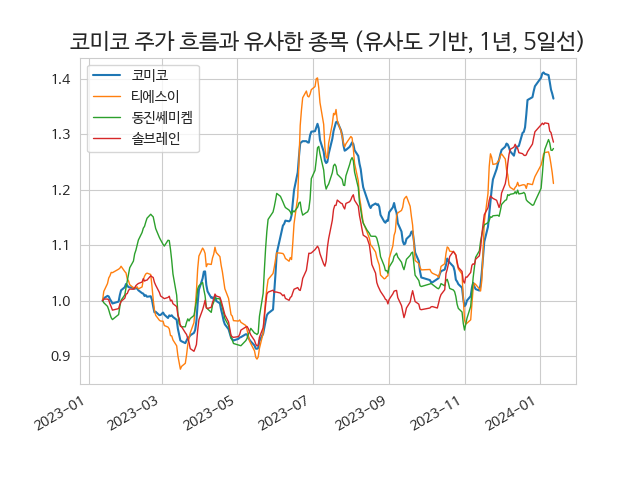 코미코 주가 흐름과 유사한 종목 (유사도 기반, 1년, 5일선)
코미코
티에스이
동진쎄미켐
솔브레인
1.4
1.3
1.2
1.1
1.0
0.9
2023-01
2023-03
2023-05
2023-07
2023-09
2023-11
2024-01